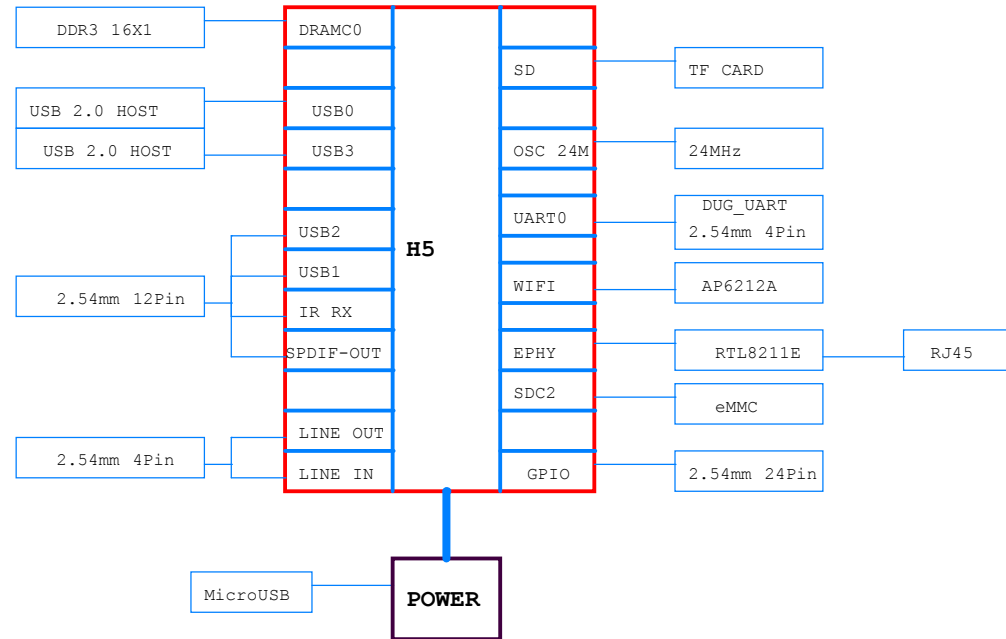 DDR3 16X1
DRAMC0
SD
TF CARD
USB 2.0 HOST
USB0
USB 2.0 HOST
USB3
OSC 24M
24MHz
DUG_UART
UART0
2.54mm 4Pin
USB2
H5
USB1
WIFI
AP6212A
2.54mm 12Pin
IR RX
SPDIF-OUT
EPHY
RTL8211E
RJ45
SDC2
eMMC
LINE OUT
2.54mm 4Pin
LINE IN
GPIO
2.54mm 24Pin
MicroUSB
POWER